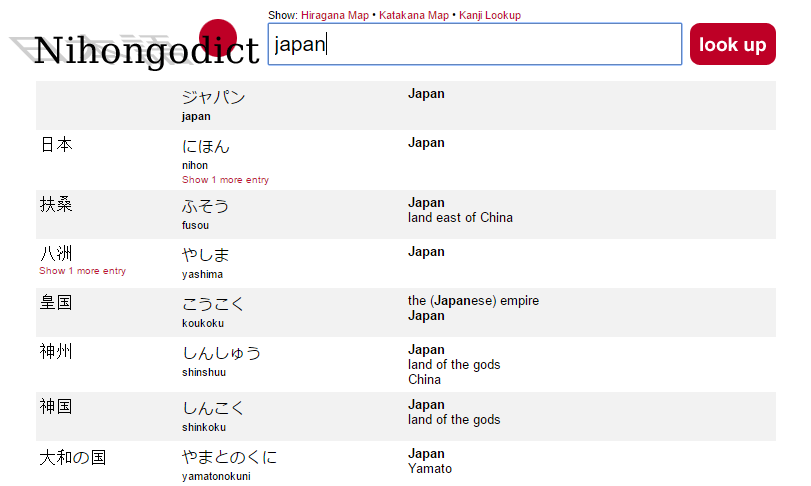 Show: Hiragana Map • Katakana Map • Kanji Lookup
Nihongodict
japan
look up
ジャパン
japan
Japan
日本
にほん
nihon
Show 1 more entry
Japan
扶桑
ふそう
fusou
Japan
land east of China
八洲
Show 1 more entry
やしま
yashima
Japan
皇国
こうこく
koukoku
the (Japanese) empire
Japan
神州
しんしゅう
shinshuu
Japan
land of the gods
China
神国
しんこく
shinkoku
Japan
land of the gods
大和の国
やまとのくに
yamatonokuni
Japan
Yamato